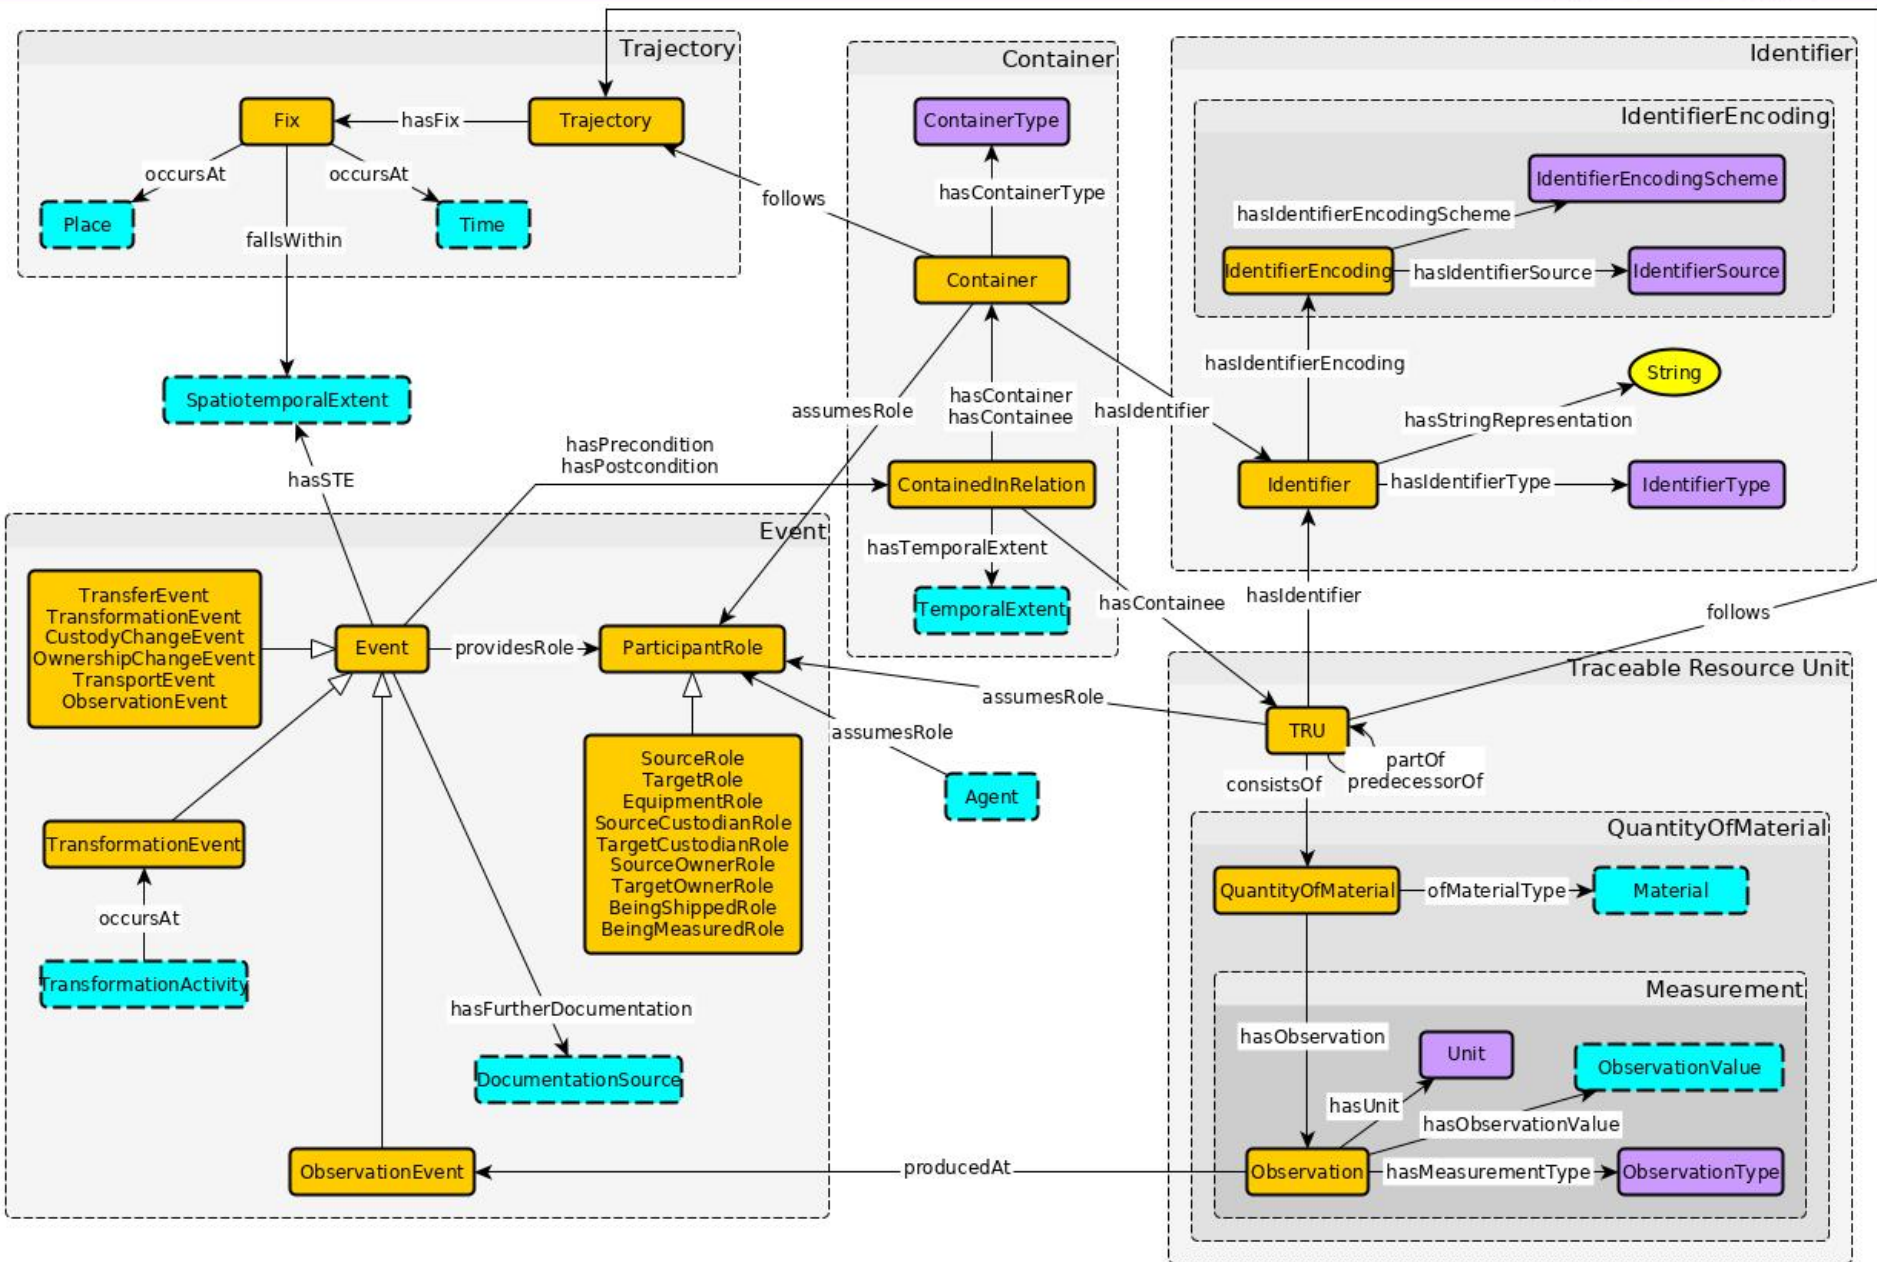 Trajectory
Fix
hasFix
Trajectory
occursAt
occursAt
Place
Time
fallsWithin
follows
SpatiotemporalExtent
hasSTE
Container
ContainerType
hasContainerType
Container
hasContainer
hasContainee
assumesRole
hasIdentifier
hasPrecondition
hasPostcondition
ContainedInRelation
hasTemporalExtent
TemporalExtent
hasContainee
Identifier
IdentifierEncoding
IdentifierEncodingScheme
hasIdentifierEncodingScheme
IdentifierEncoding
hasIdentifierSource
IdentifierSource
hasIdentifierEncoding
String
hasStringRepresentation
Identifier
hasIdentifierType
IdentifierType
hasIdentifier
follows
Event
TransferEvent
TransformationEvent
CustodyChangeEvent
OwnershipChangeEvent
TransportEvent
ObservationEvent
Event
providesRole
ParticipantRole
assumesRole
assumesRole
Agent
SourceRole
TargetRole
EquipmentRole
SourceCustodianRole
TargetCustodianRole
SourceOwnerRole
TargetOwnerRole
BeingShippedRole
BeingMeasuredRole
TransformationEvent
occursAt
TransformationActivity
hasFurtherDocumentation
DocumentationSource
ObservationEvent
producedAt
Traceable Resource Unit
TRU
partOf
predecessorOf
consistsOf
QuantityOfMaterial
QuantityOfMaterial
ofMaterialType
Material
Measurement
hasObservation
Unit
ObservationValue
hasUnit
hasObservationValue
Observation
hasMeasurementType
ObservationType